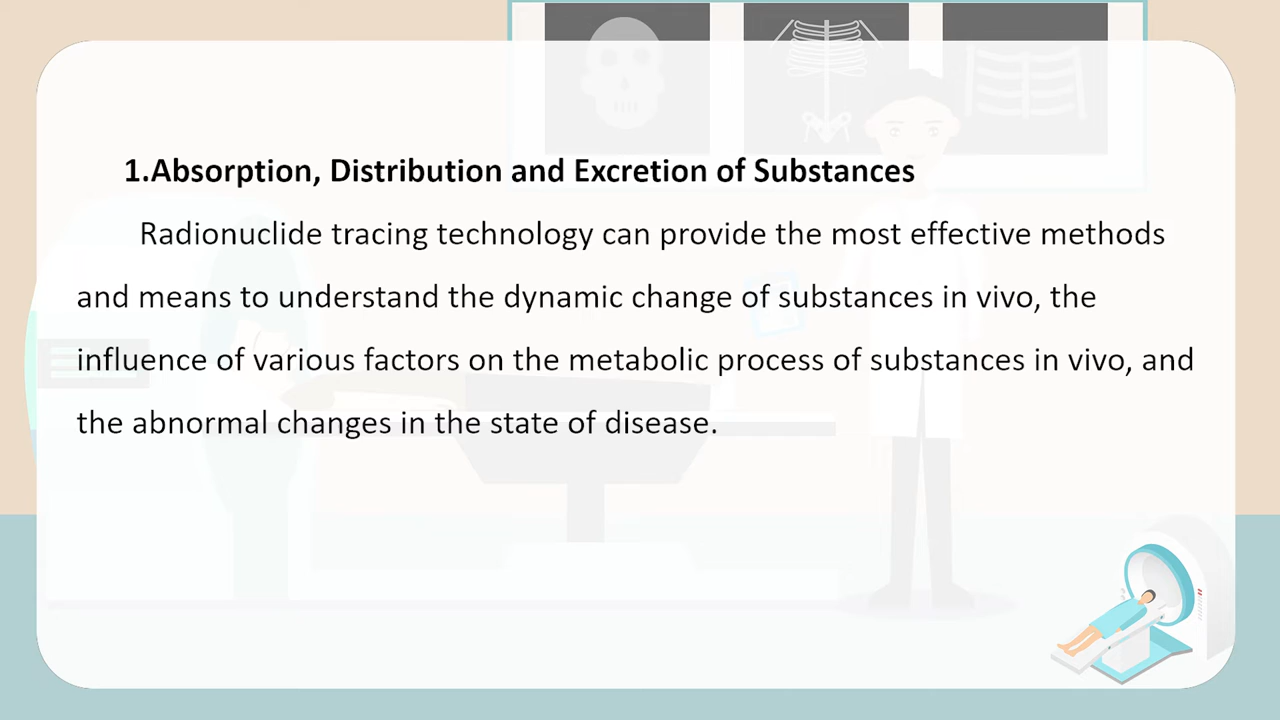 1.Absorption, Distribution and Excretion of Substances
Radionuclide tracing technology can provide the most effective methods
and means to understand the dynamic change of substances in vivo, the
influence of various factors on the metabolic process of substances in vivo, and
the abnormal changes in the state of disease.